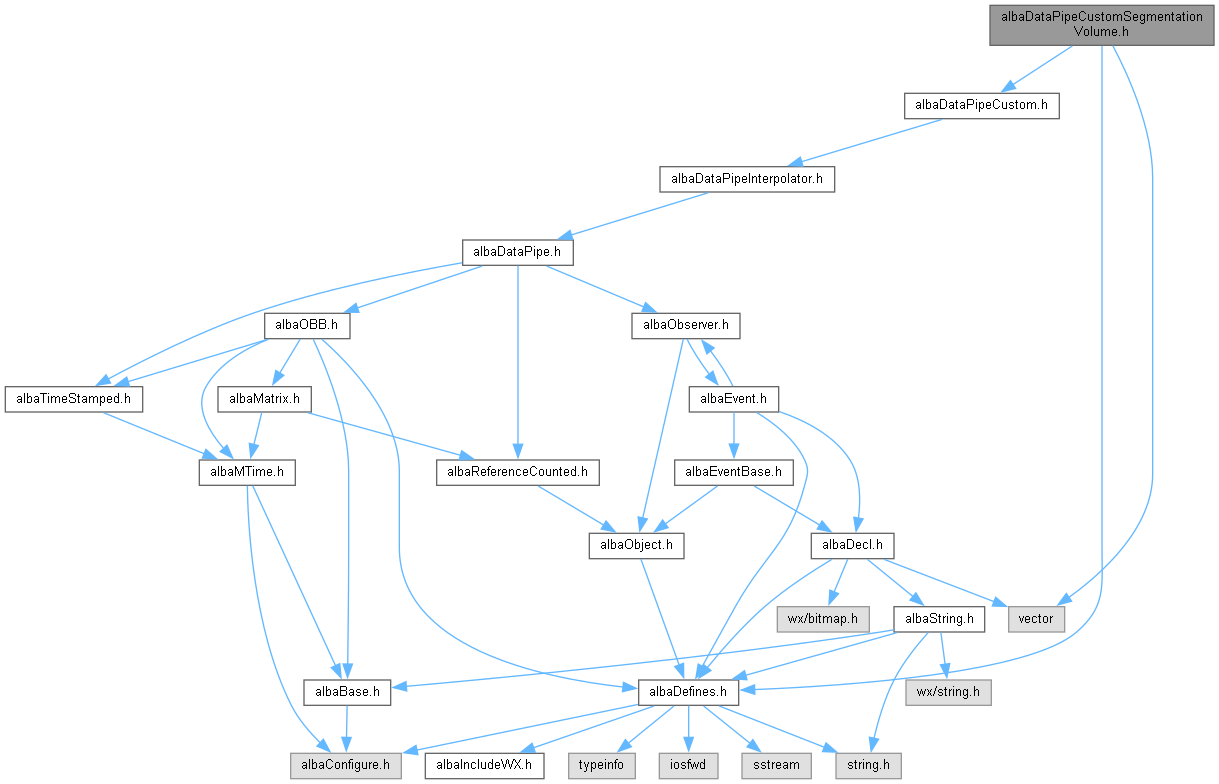 albaDataPipeCustomSegmentation
Volume.h
albaDataPipeCustom.h
albaDataPipeInterpolator.h
albaDataPipe.h
albaOBB.h
albaObserver.h
albaTimeStamped.h
albaMatrix.h
albaEvent.h
albaMTime.h
albaReferenceCounted.h
albaEventBase.h
albaObject.h
albaDecl.h
wx/bitmap.h
albaString.h
vector
albaBase.h
albaDefines.h
wx/string.h
albaConfigure.h
albaIncludeWX.h
typeinfo
iosfwd
sstream
string.h